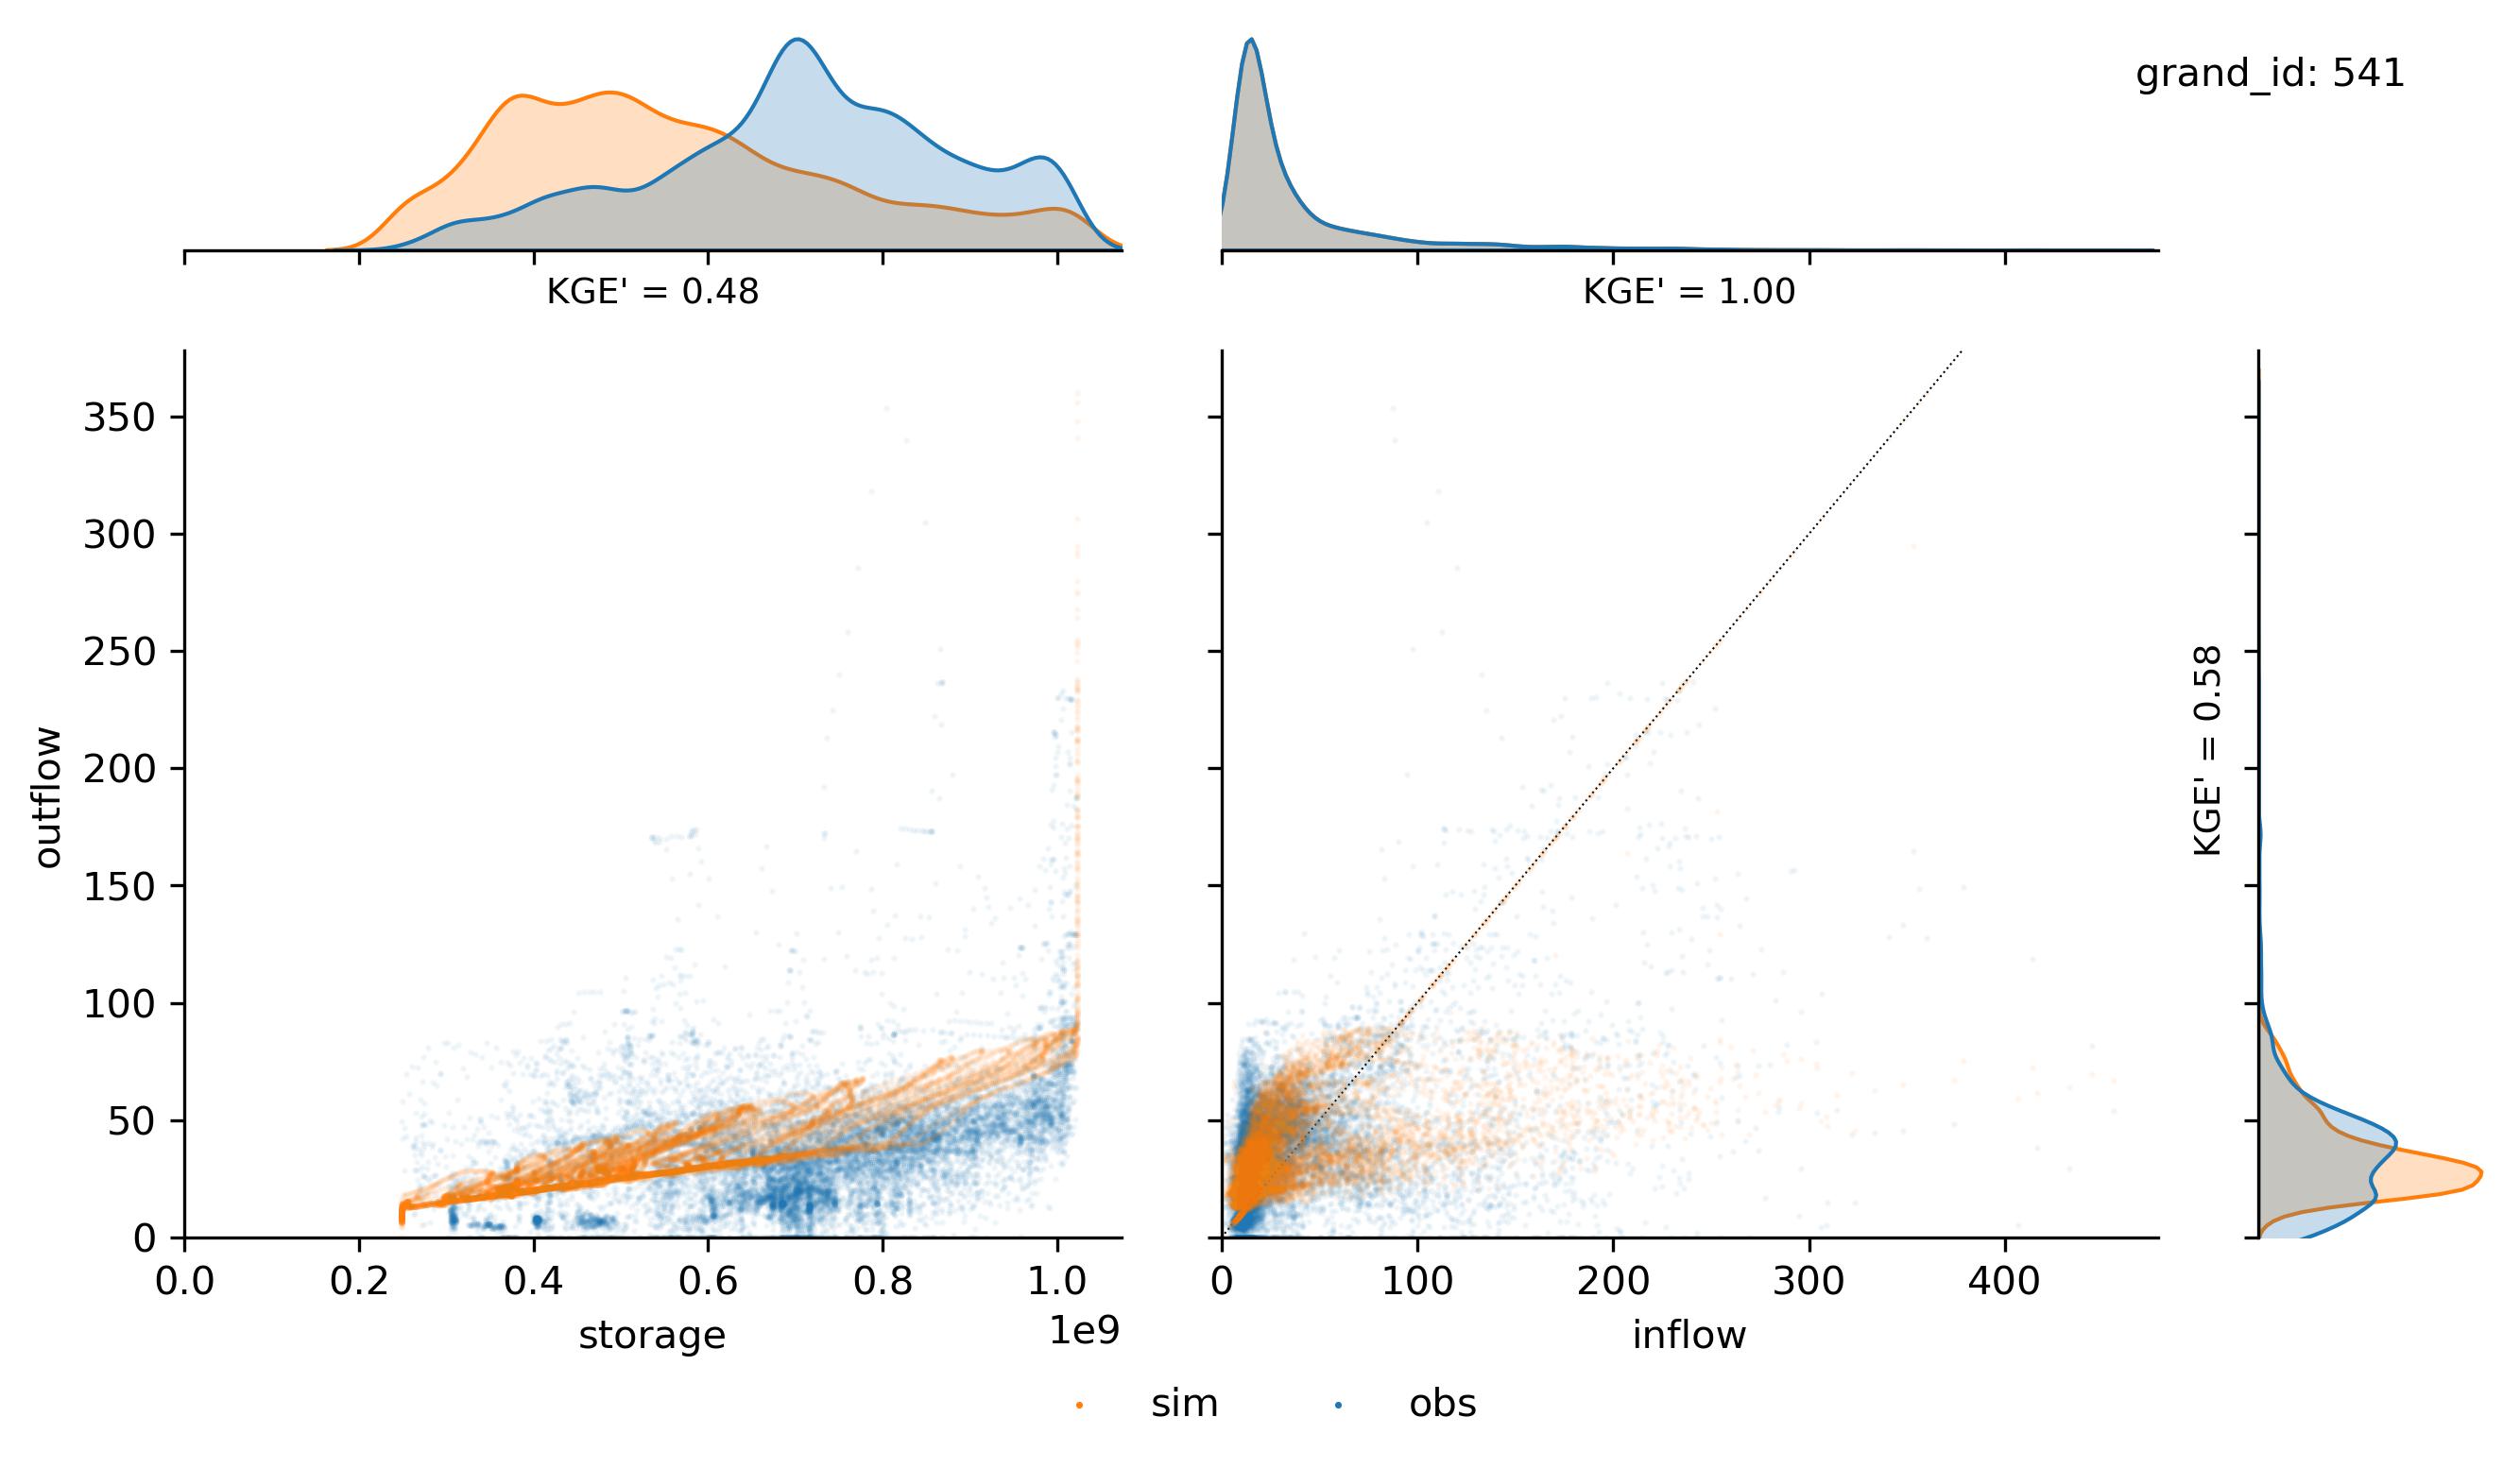 grand_id: 541
KGE' = 0.48
KGE' = 1.00
outflow
350
300
250
200
150
100
50
0
KGE' = 0.58
0.0 0.2 0.4 0.6 0.8 1.0
1e9
storage
0 100 200 300 400
inflow
sim obs